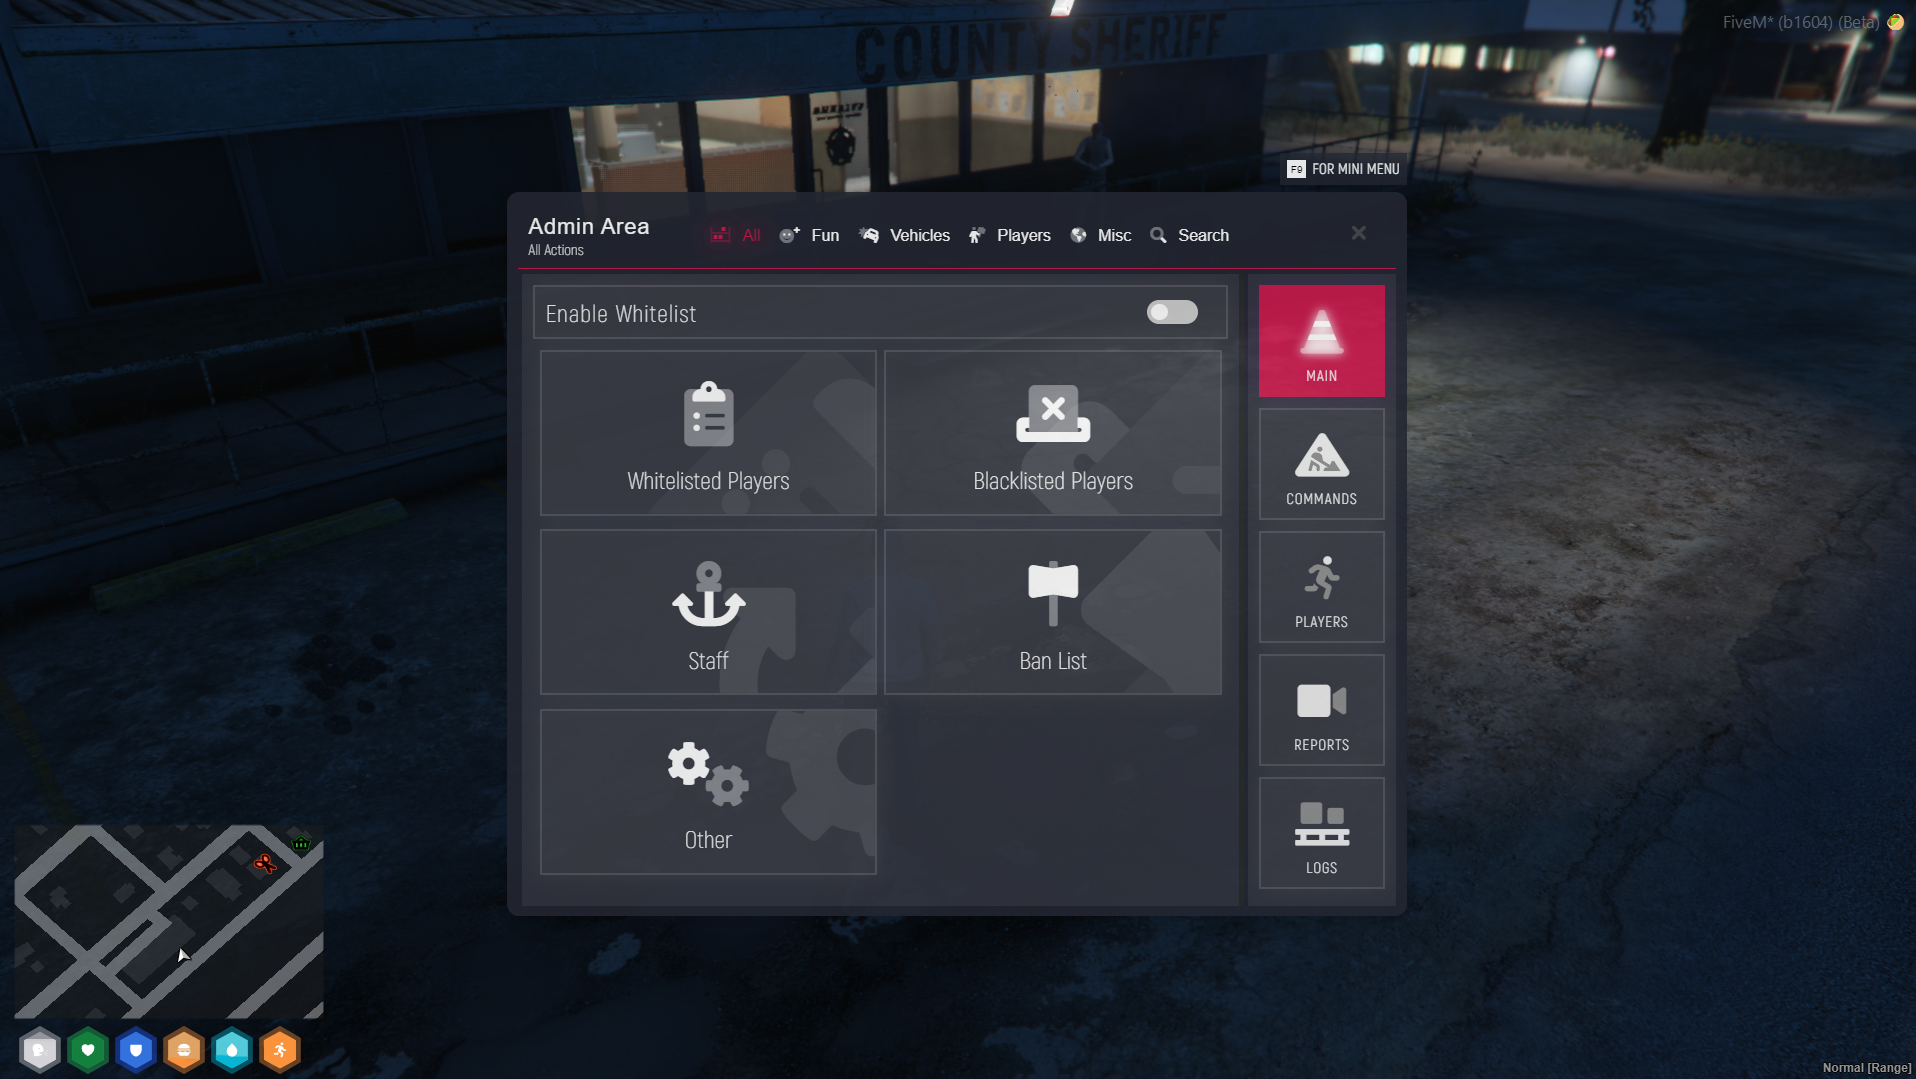 COUNTY SHERIFF
FiveM* (b1604) (Beta)
SHERIFF
F9 FOR MINI MENU
Admin Area
All Actions
All
Fun
Vehicles
Players
Misc
Search
Enable Whitelist
Whitelisted Players
Blacklisted Players
Staff
Ban List
Other
MAIN
COMMANDS
PLAYERS
REPORTS
LOGS
Normal [Range]